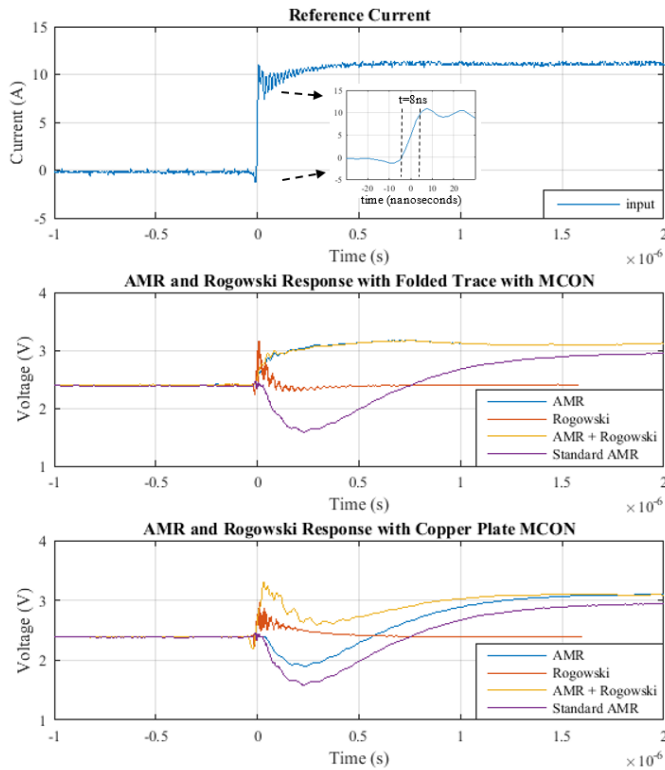 Reference Current
15
10
5
0
-5
Current (A)
t=8ns
15
10
5
0
-5
-20 -10 0 10 20
time (nanoseconds)
input
-1 -0.5 0 0.5 1 1.5 2
Time (s)
×10⁻⁶
AMR and Rogowski Response with Folded Trace with MCON
4
3
2
1
Voltage (V)
AMR
Rogowski
AMR + Rogowski
Standard AMR
-1 -0.5 0 0.5 1 1.5 2
Time (s)
×10⁻⁶
AMR and Rogowski Response with Copper Plate MCON
4
3
2
1
Voltage (V)
AMR
Rogowski
AMR + Rogowski
Standard AMR
-1 -0.5 0 0.5 1 1.5 2
Time (s)
×10⁻⁶